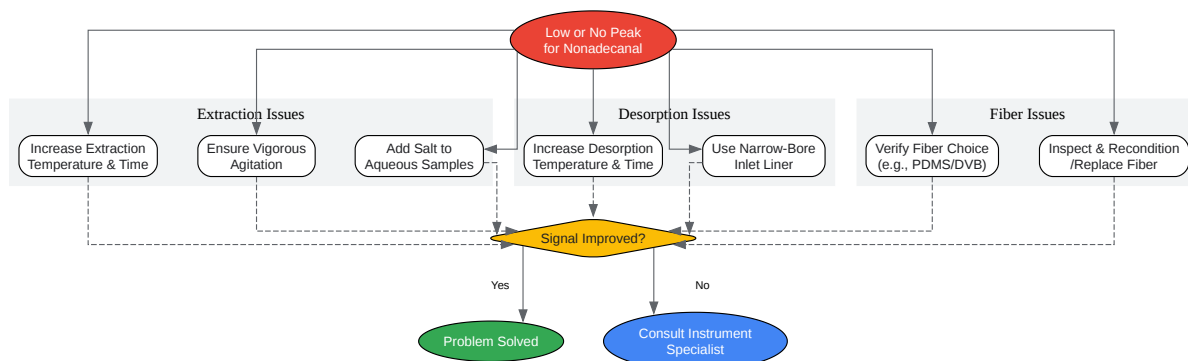 Low or No Peak
for Nonadecanal
Extraction Issues
Desorption Issues
Fiber Issues
Increase Extraction
Temperature & Time
Ensure Vigorous
Agitation
Add Salt to
Aqueous Samples
Increase Desorption
Temperature & Time
Use Narrow-Bore
Inlet Liner
Verify Fiber Choice
(e.g., PDMS/DVB)
Inspect & Recondition
/Replace Fiber
Signal Improved?
Yes
No
Problem Solved
Consult Instrument
Specialist